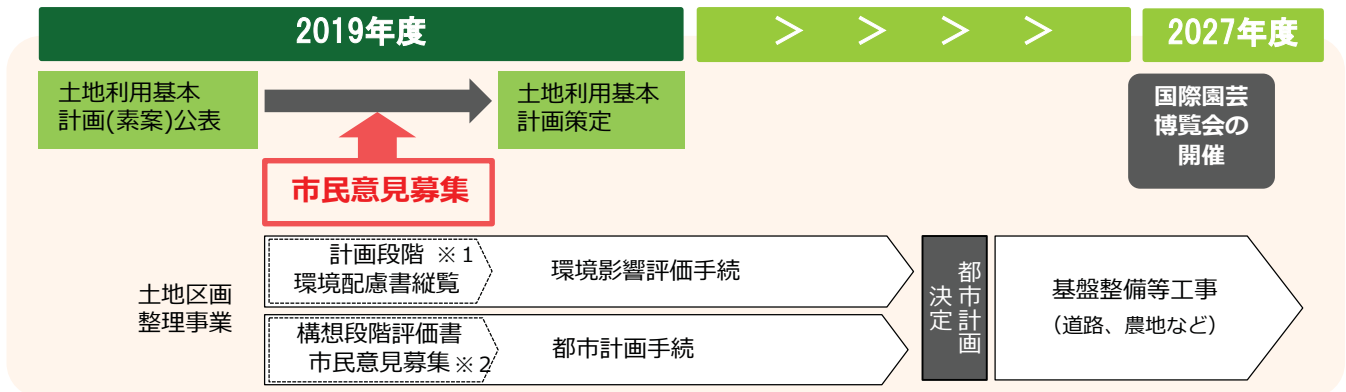 2019年度
＞ ＞ ＞ ＞
2027年度
土地利用基本
計画(素案)公表
土地利用基本
計画策定
国際園芸
博覧会の
開催
市民意見募集
土地区画
整理事業
計画段階 ※1
環境配慮書縦覧
環境影響評価手続
構想段階評価書
市民意見募集※2
都市計画手続
都市計画
決定
基盤整備等工事
（道路、農地など）